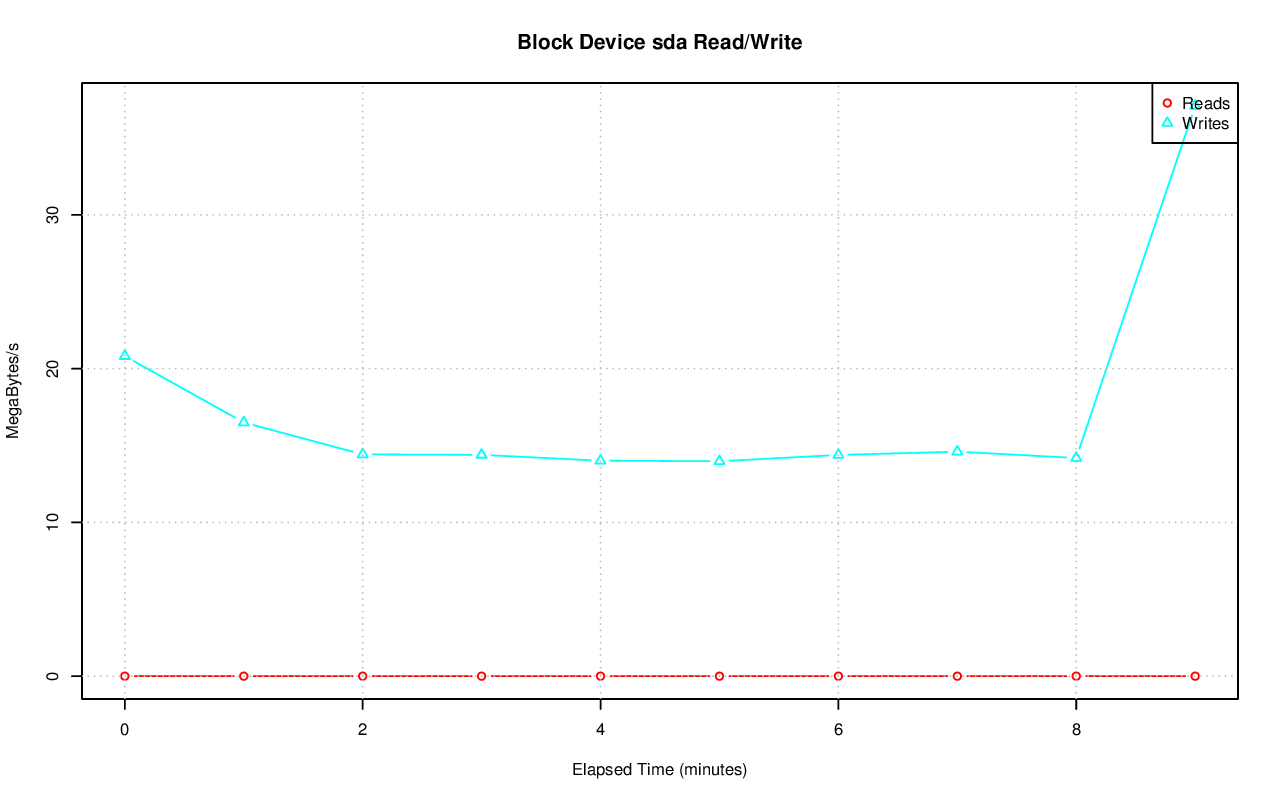 Block Device sda Read/Write
Reads
Writes
MegaBytes/s
30
20
10
0
0 2 4 6 8
Elapsed Time (minutes)